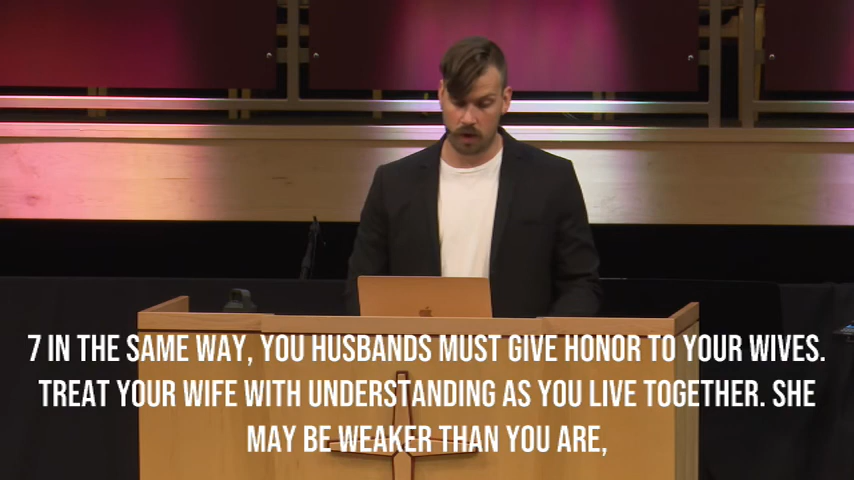 7 IN THE SAME WAY, YOU HUSBANDS MUST GIVE HONOR TO YOUR WIVES.
TREAT YOUR WIFE WITH UNDERSTANDING AS YOU LIVE TOGETHER. SHE
MAY BE WEAKER THAN YOU ARE,